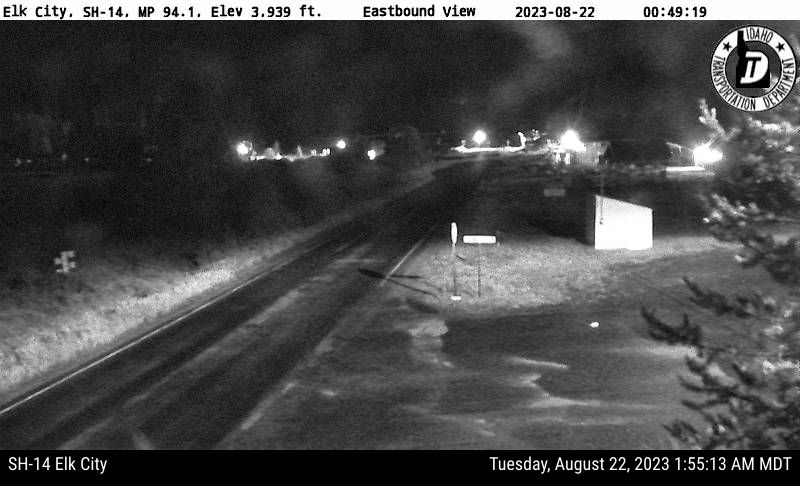 Elk City, SH-14, MP 94.1, Elev 3,939 ft. Eastbound View 2023-08-22 00:49:19
IDAHO
TRANSPORTATION DEPARTMENT
SH-14 Elk City Tuesday, August 22, 2023 1:55:13 AM MDT